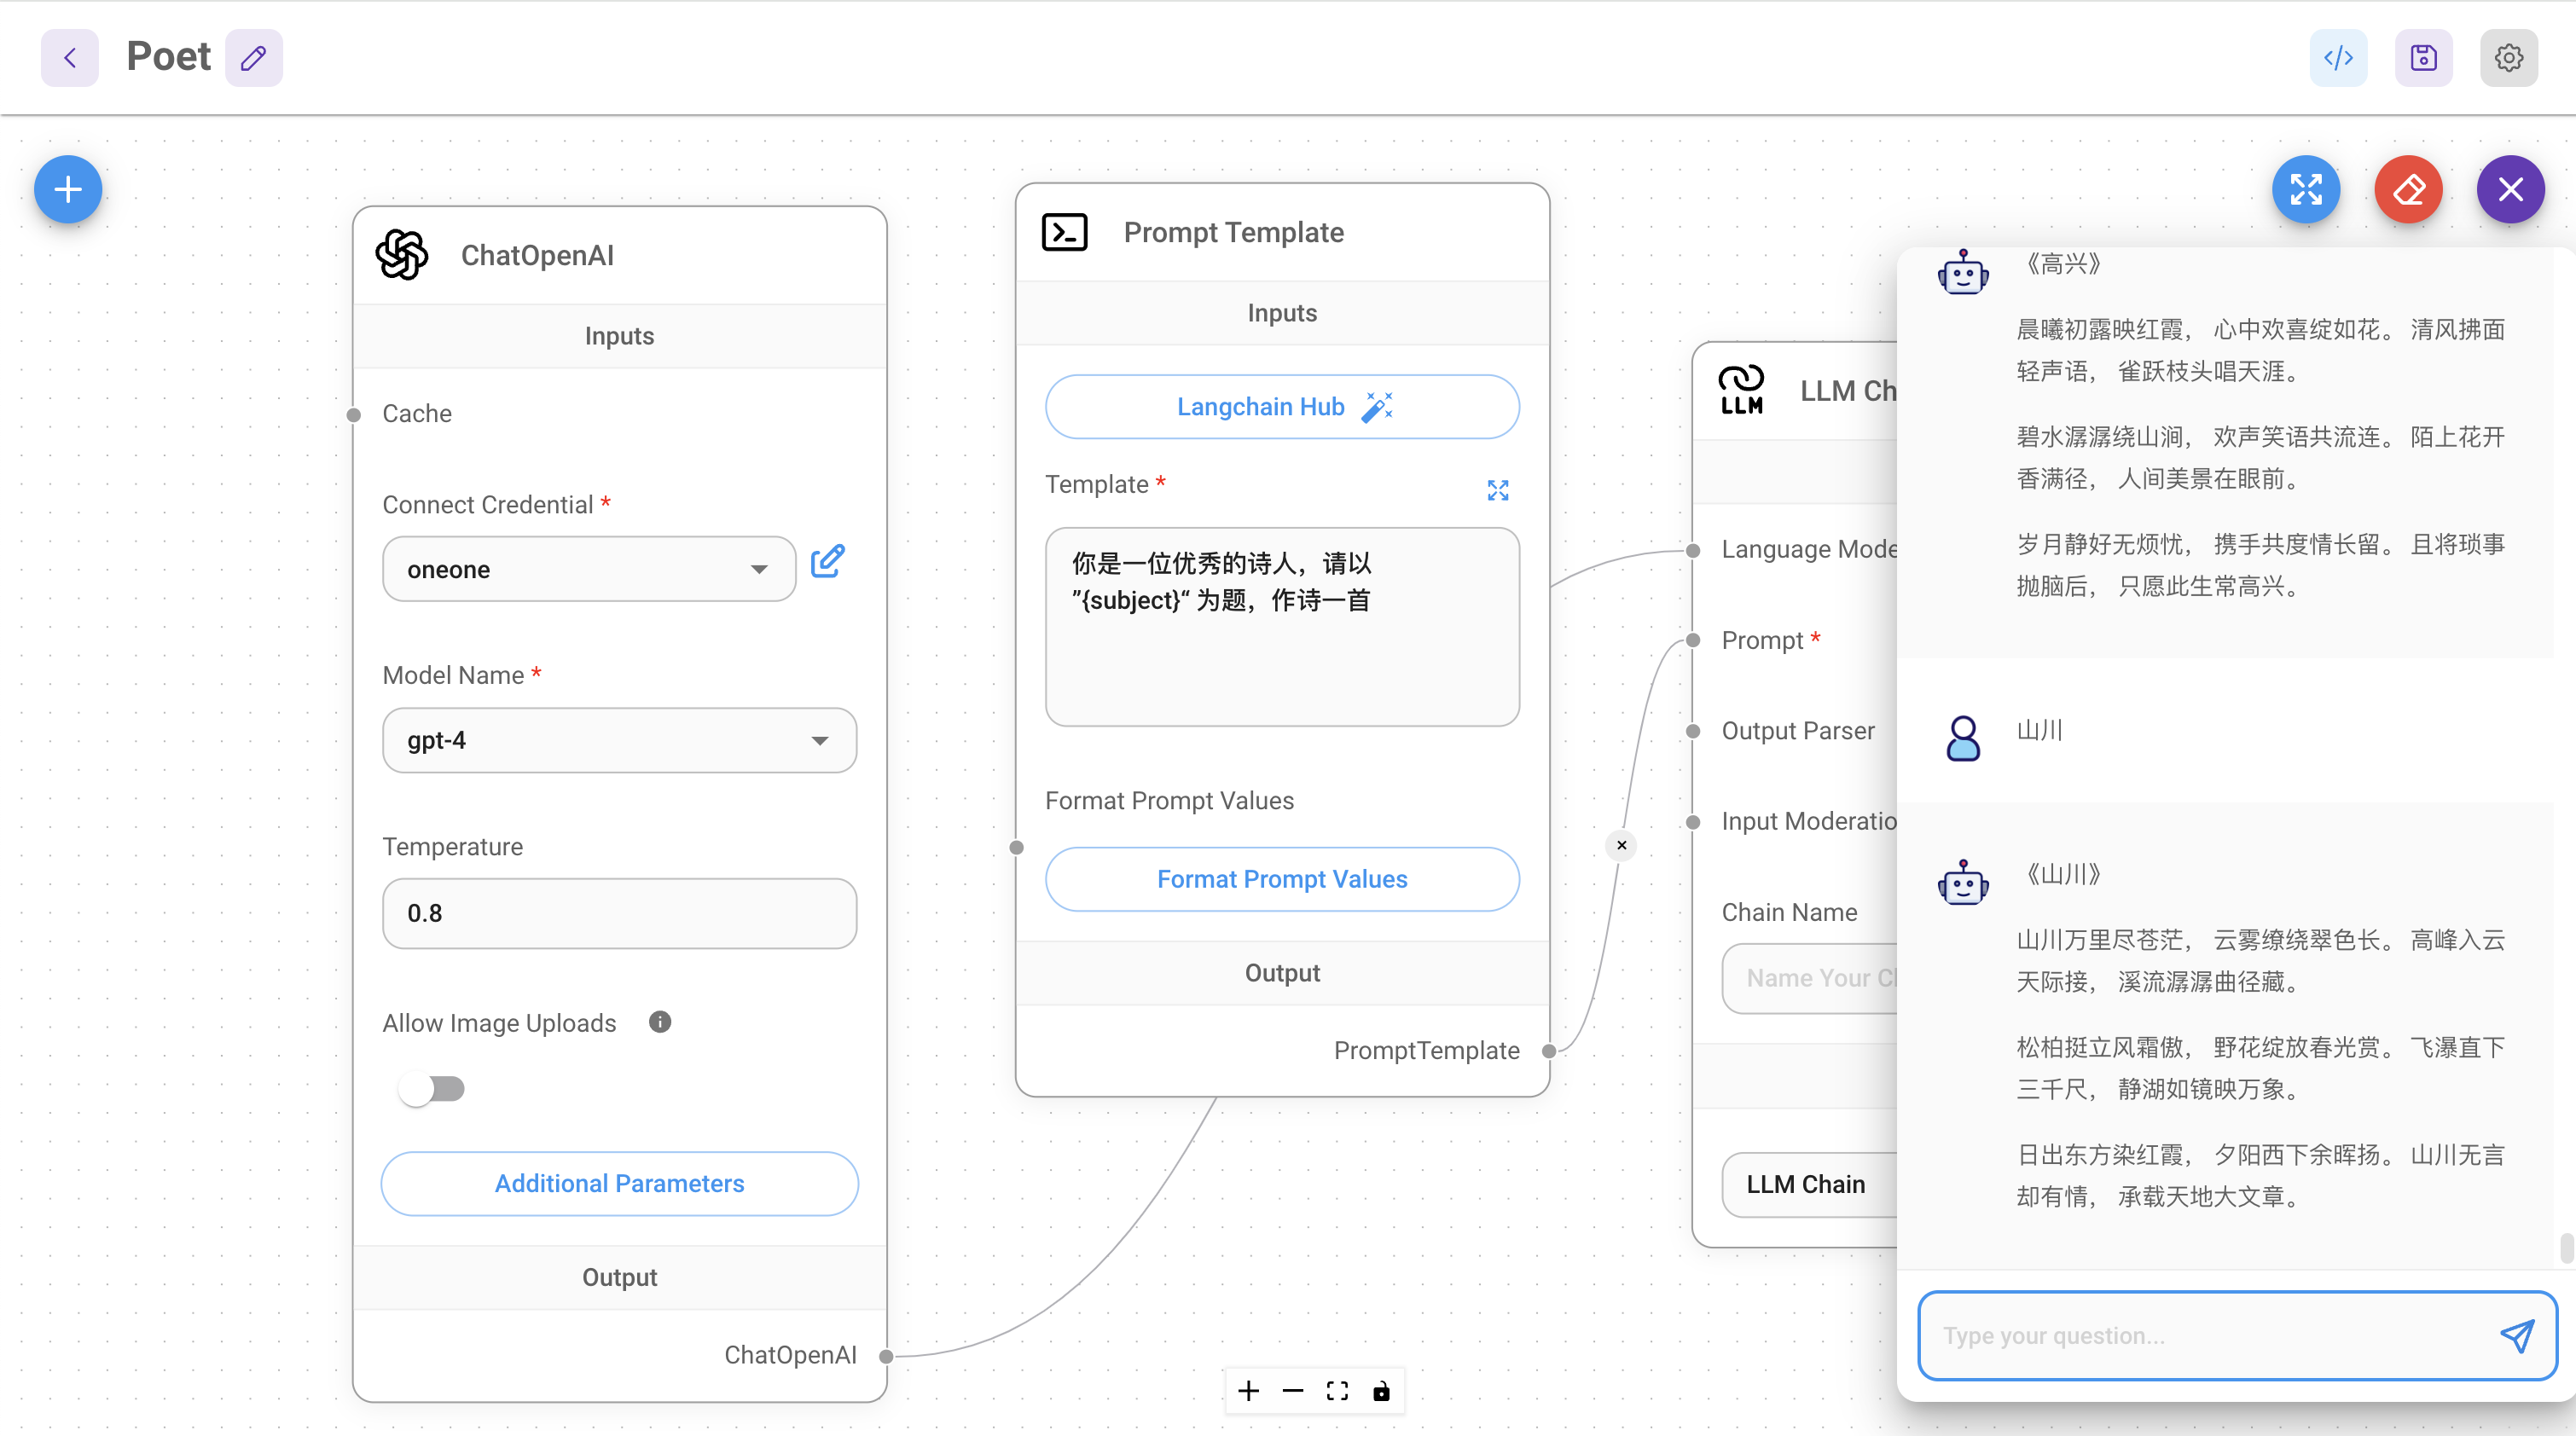 Poet
ChatOpenAI
Inputs
Cache
Connect Credential *
oneone
Model Name *
gpt-4
Temperature
0.8
Allow Image Uploads
Additional Parameters
Output
ChatOpenAI
Prompt Template
Inputs
Langchain Hub
Template *
你是一位优秀的诗人，请以
”{subject}“ 为题，作诗一首
Format Prompt Values
Format Prompt Values
Output
PromptTemplate
LLM
LLM Ch
Language Mode
Prompt *
Output Parser
Input Moderatio
Chain Name
Name Your Cl
LLM Chain
《高兴》
晨曦初露映红霞， 心中欢喜绽如花。 清风拂面
轻声语， 雀跃枝头唱天涯。
碧水潺潺绕山涧， 欢声笑语共流连。 陌上花开
香满径， 人间美景在眼前。
岁月静好无烦忧， 携手共度情长留。 且将琐事
抛脑后， 只愿此生常高兴。
山川
《山川》
山川万里尽苍茫， 云雾缭绕翠色长。 高峰入云
天际接， 溪流潺潺曲径藏。
松柏挺立风霜傲， 野花绽放春光赏。 飞瀑直下
三千尺， 静湖如镜映万象。
日出东方染红霞， 夕阳西下余晖扬。 山川无言
却有情， 承载天地大文章。
Type your question...